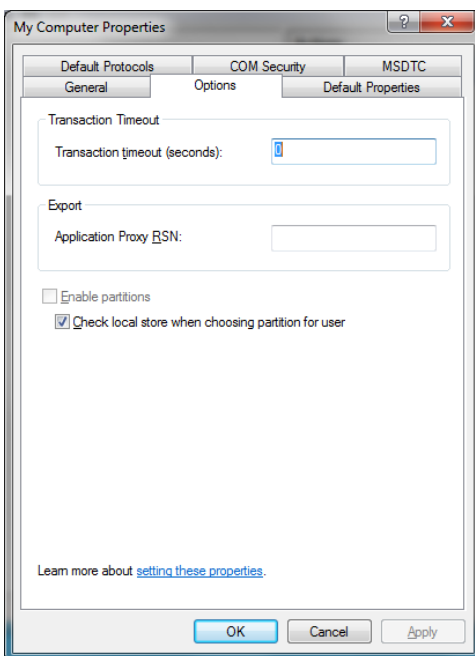 My Computer Properties
?
X
Default Protocols
COM Security
MSDTC
General
Options
Default Properties
Transaction Timeout
Transaction timeout (seconds):
0
Export
Application Proxy RSN:
Enable partitions
Check local store when choosing partition for user
Learn more about setting these properties.
OK
Cancel
Apply